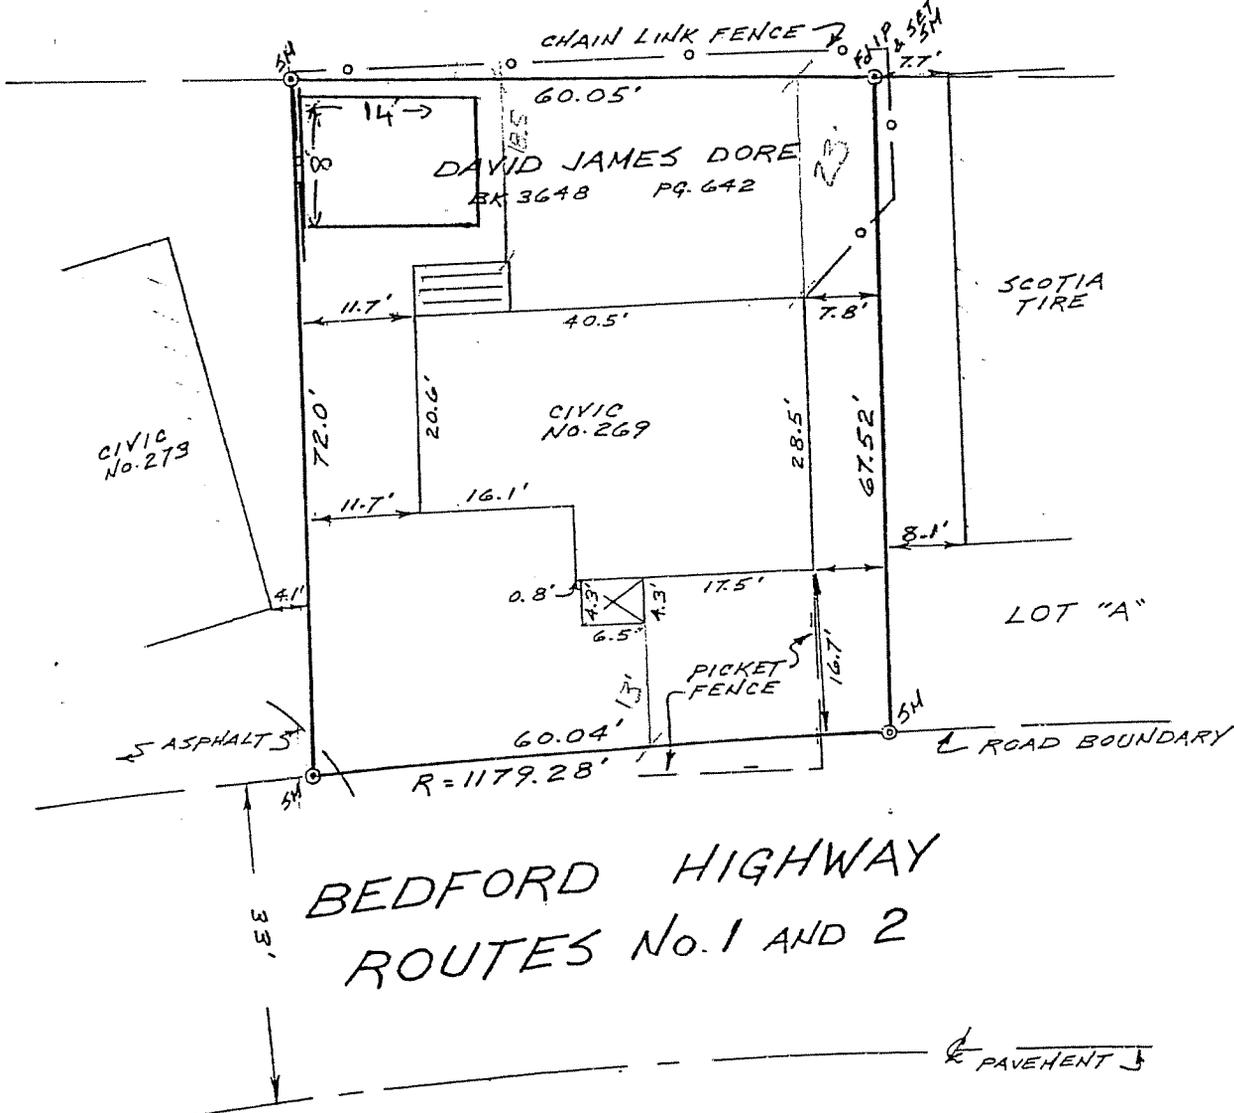 CHAIN LINK FENCE
SM
Fd IP
& SET
SM
7.7'
60.05'
14'
18.5
8'
23'
DAVID JAMES DORE
BK 3648 PG. 642
SCOTIA
TIRE
11.7'
40.5'
7.8'
72.0'
20.6'
CIVIC
No. 269
28.5'
67.52'
CIVIC
No. 273
11.7'
16.1'
8.1'
4.1'
0.8'
4.3'
4.3'
17.5'
6.5'
LOT "A"
PICKET
FENCE
16.7'
13'
SM
ASPHALT
60.04'
ROAD BOUNDARY
R = 1179.28'
SM
BEDFORD HIGHWAY
33'
ROUTES No. 1 AND 2
℄ PAVEMENT